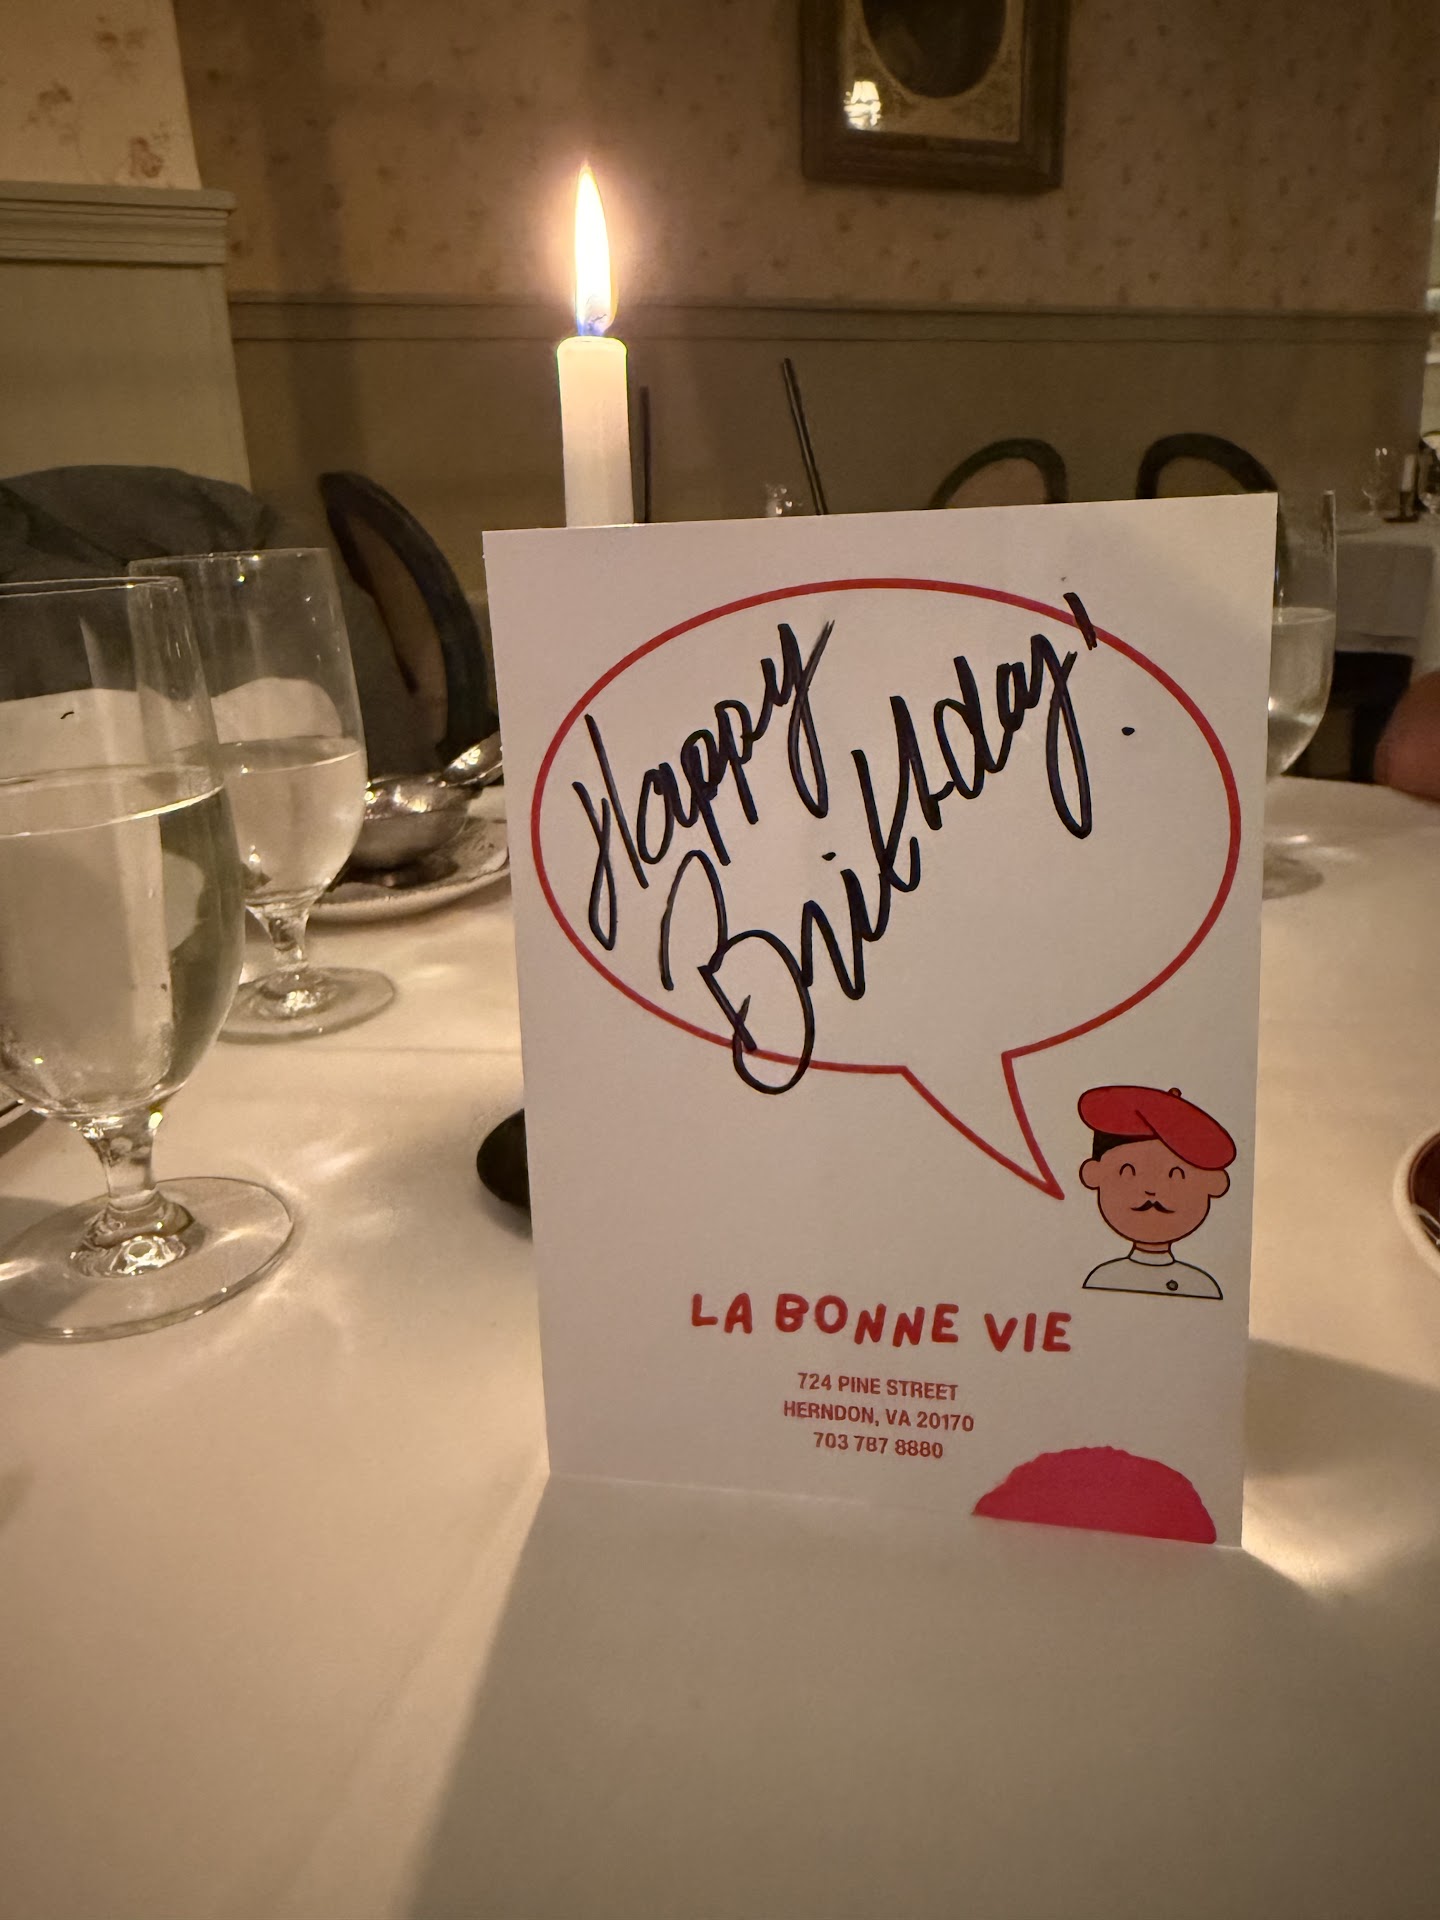 Happy
Birthday!
LA BONNE VIE
724 PINE STREET
HERNDON, VA 20170
703 787 8880